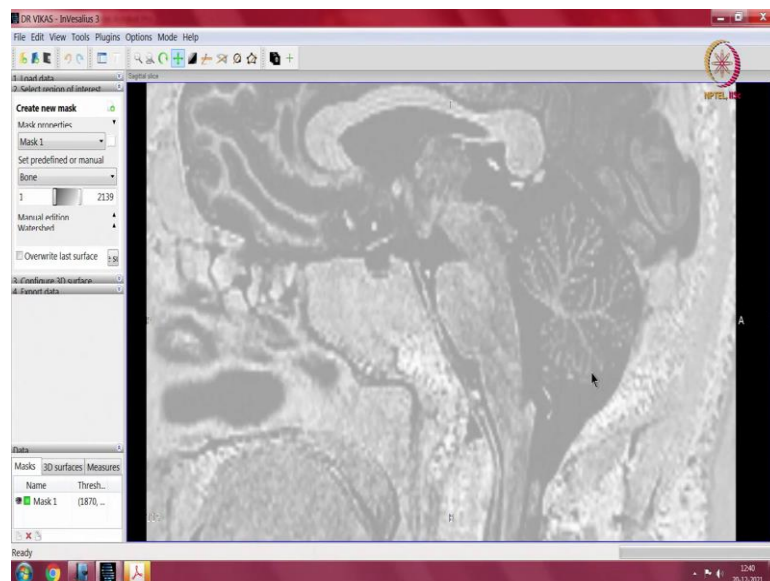 DR VIKAS - InVesalius 3
File Edit View Tools Plugins Options Mode Help
1. Load data
2. Select region of interest
Create new mask
Mask properties
Mask 1
Set predefined or manual
Bone
1 2139
Manual edition
Watershed
Overwrite last surface
3. Configure 3D surface
4. Export data
Data
Masks 3D surfaces Measures
Name Thresh..
Mask 1 (1870, ..
Ready
Sagital slice
NPTEL,
A
12:40